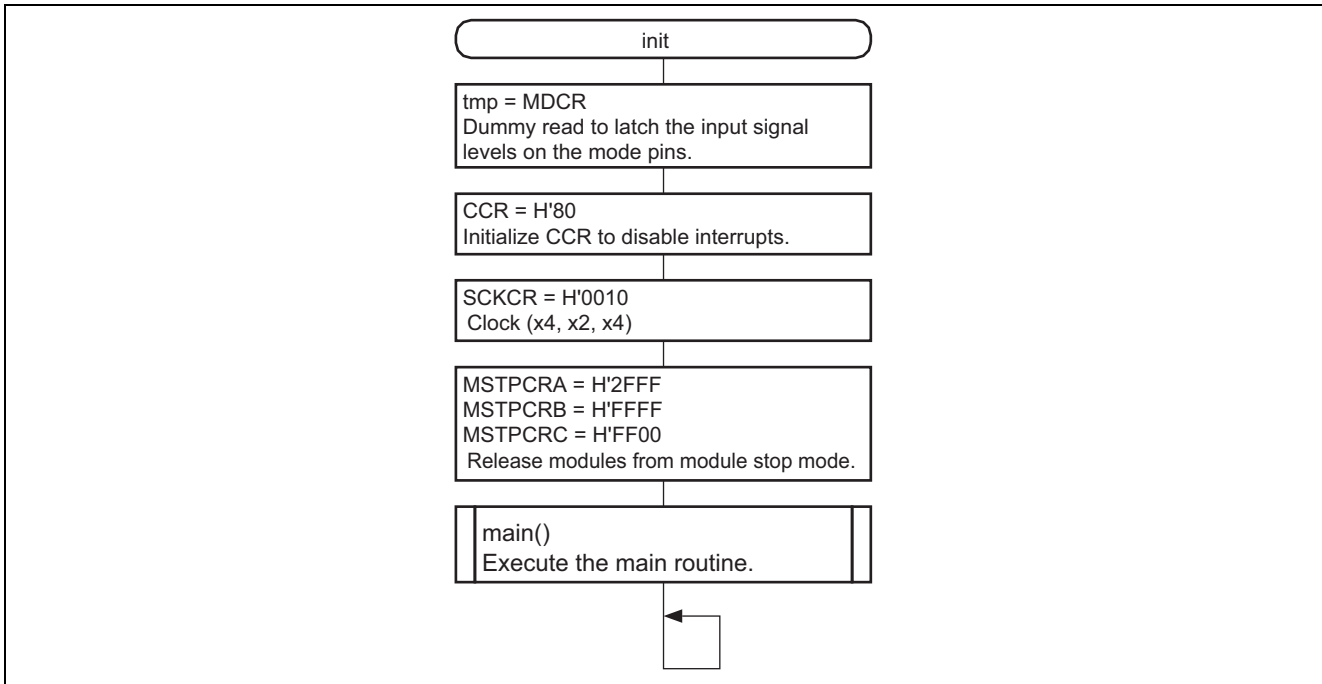 init
tmp = MDCR
Dummy read to latch the input signal
levels on the mode pins.
CCR = H'80
Initialize CCR to disable interrupts.
SCKCR = H'0010
Clock (x4, x2, x4)
MSTPCRA = H'2FFF
MSTPCRB = H'FFFF
MSTPCRC = H'FF00
Release modules from module stop mode.
main()
Execute the main routine.